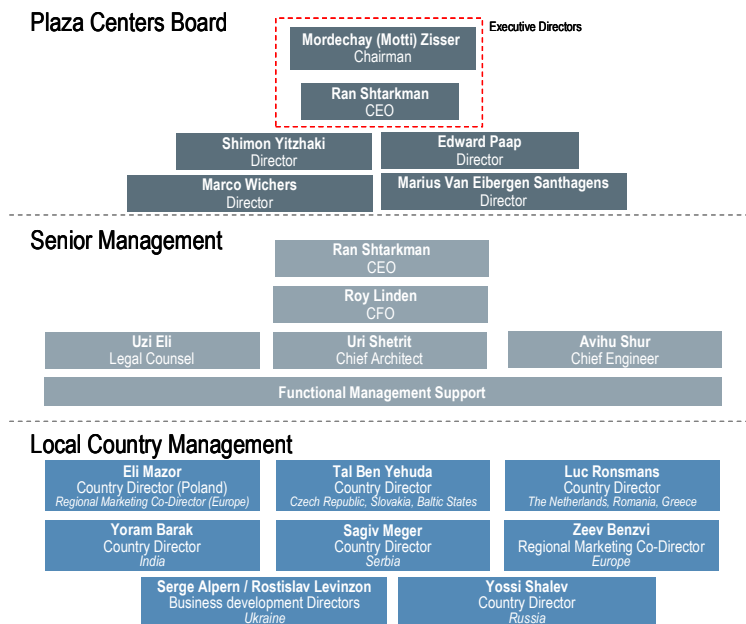 Plaza Centers Board
Executive Directors
Mordechay (Motti) Zisser
Chairman
Ran Shtarkman
CEO
Shimon Yitzhaki
Director
Edward Paap
Director
Marco Wichers
Director
Marius Van Eibergen Santhagens
Director
Senior Management
Ran Shtarkman
CEO
Roy Linden
CFO
Uzi Eli
Legal Counsel
Uri Shetrit
Chief Architect
Avihu Shur
Chief Engineer
Functional Management Support
Local Country Management
Eli Mazor
Country Director (Poland)
Regional Marketing Co-Director (Europe)
Tal Ben Yehuda
Country Director
Czech Republic, Slovakia, Baltic States
Luc Ronsmans
Country Director
The Netherlands, Romania, Greece
Yoram Barak
Country Director
India
Sagiv Meger
Country Director
Serbia
Zeev Benzvi
Regional Marketing Co-Director
Europe
Serge Alpern / Rostislav Levinzon
Business development Directors
Ukraine
Yossi Shalev
Country Director
Russia